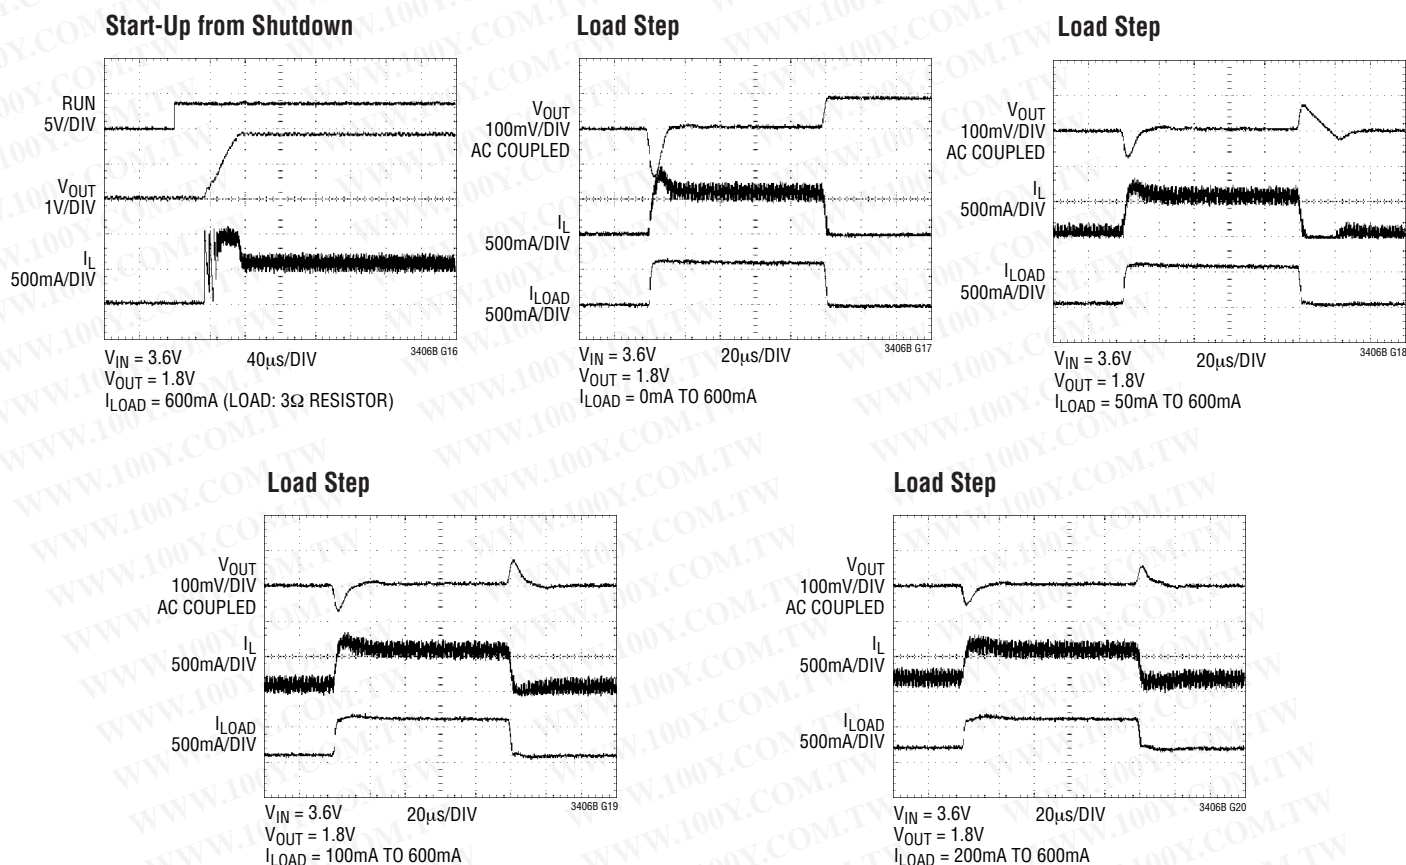 Start-Up from Shutdown
RUN
5V/DIV
VOUT
1V/DIV
IL
500mA/DIV
3406B G16
VIN = 3.6V
40µs/DIV
VOUT = 1.8V
ILOAD = 600mA (LOAD: 3Ω RESISTOR)
Load Step
VOUT
100mV/DIV
AC COUPLED
IL
500mA/DIV
ILOAD
500mA/DIV
3406B G17
VIN = 3.6V
20µs/DIV
VOUT = 1.8V
ILOAD = 0mA TO 600mA
Load Step
VOUT
100mV/DIV
AC COUPLED
IL
500mA/DIV
ILOAD
500mA/DIV
3406B G18
VIN = 3.6V
20µs/DIV
VOUT = 1.8V
ILOAD = 50mA TO 600mA
Load Step
VOUT
100mV/DIV
AC COUPLED
IL
500mA/DIV
ILOAD
500mA/DIV
3406B G19
VIN = 3.6V
20µs/DIV
VOUT = 1.8V
ILOAD = 100mA TO 600mA
Load Step
VOUT
100mV/DIV
AC COUPLED
IL
500mA/DIV
ILOAD
500mA/DIV
3406B G20
VIN = 3.6V
20µs/DIV
VOUT = 1.8V
ILOAD = 200mA TO 600mA
WWW.100Y.COM.TW